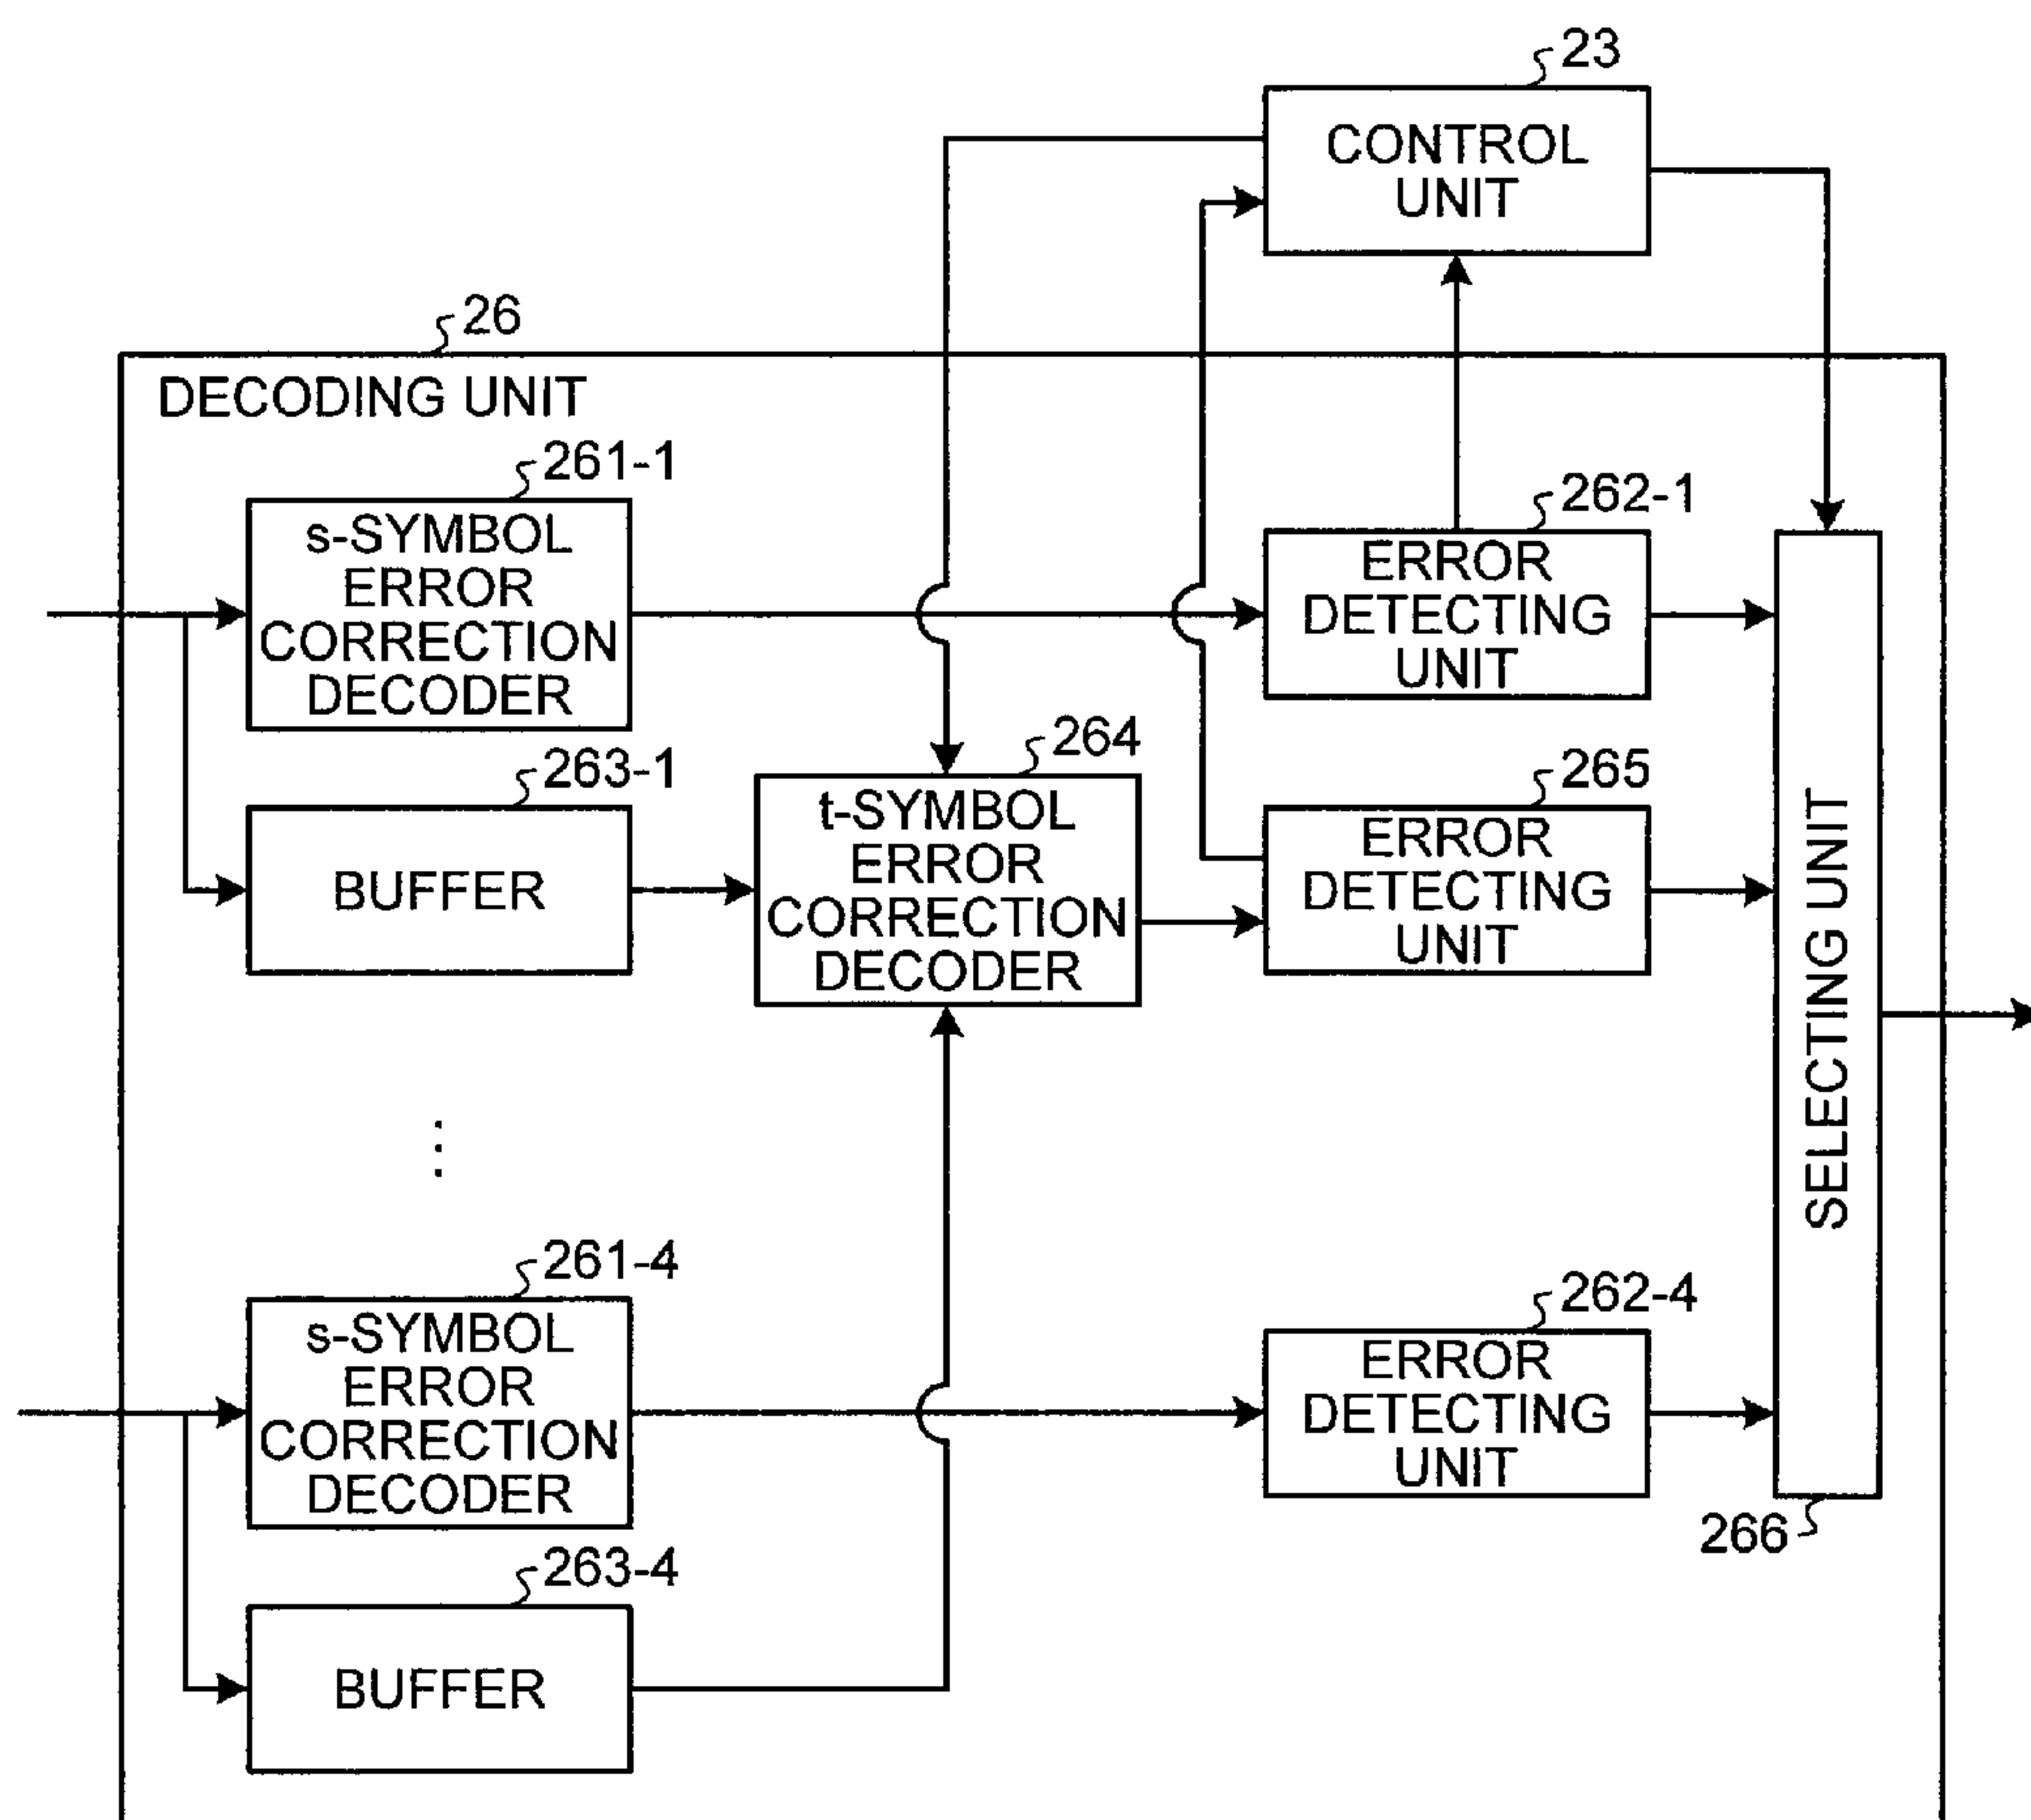 23
CONTROL
UNIT
26
DECODING UNIT
261-1
s-SYMBOL
ERROR
CORRECTION
DECODER
262-1
ERROR
DETECTING
UNIT
263-1
BUFFER
264
t-SYMBOL
ERROR
CORRECTION
DECODER
265
ERROR
DETECTING
UNIT
SELECTING UNIT
266
261-4
s-SYMBOL
ERROR
CORRECTION
DECODER
262-4
ERROR
DETECTING
UNIT
263-4
BUFFER